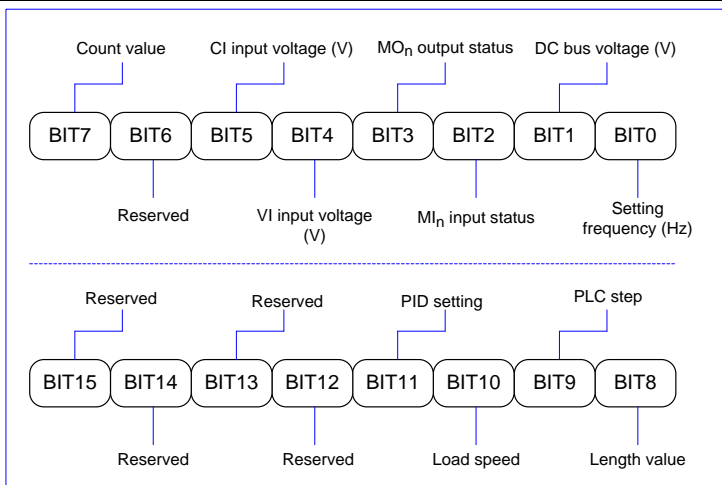 Count value CI input voltage (V) MOn output status DC bus voltage (V)
BIT7 BIT6 BIT5 BIT4 BIT3 BIT2 BIT1 BIT0
Reserved VI input voltage (V) MIn input status Setting frequency (Hz)
Reserved Reserved PID setting PLC step
BIT15 BIT14 BIT13 BIT12 BIT11 BIT10 BIT9 BIT8
Reserved Reserved Load speed Length value